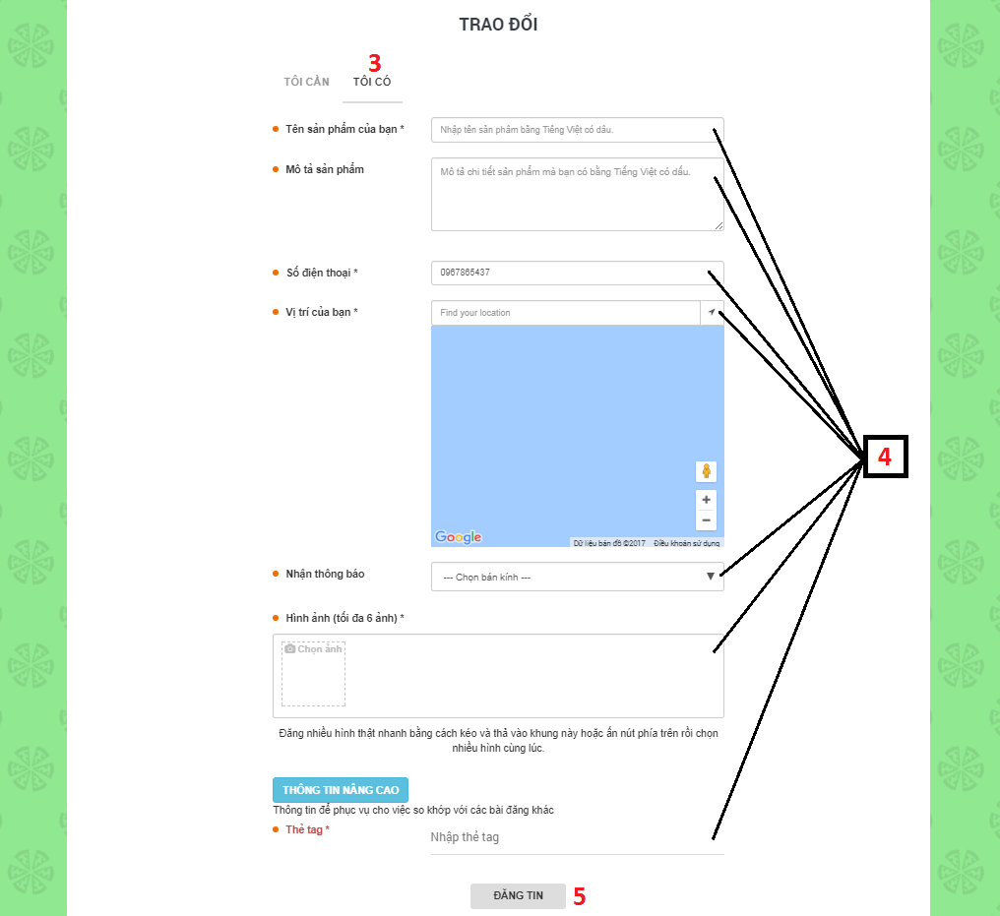 TRAO ĐỔI
3
TÔI CẦN TÔI CÓ
Tên sản phẩm của bạn * Nhập tên sản phẩm bằng Tiếng Việt có dấu.
Mô tả sản phẩm Mô tả chi tiết sản phẩm mà bạn có bằng Tiếng Việt có dấu.
Số điện thoại * 0967865437
Vị trí của bạn * Find your location
4
+
−
Google Dữ liệu bản đồ ©2017 Điều khoản sử dụng
Nhận thông báo --- Chọn bán kính ---
Hình ảnh (tối đa 6 ảnh) *
Chọn ảnh
Đăng nhiều hình thật nhanh bằng cách kéo và thả vào khung này hoặc ấn nút phía trên rồi chọn
nhiều hình cùng lúc.
THÔNG TIN NÂNG CAO
Thông tin để phục vụ cho việc so khớp với các bài đăng khác
Thẻ tag * Nhập thẻ tag
ĐĂNG TIN 5